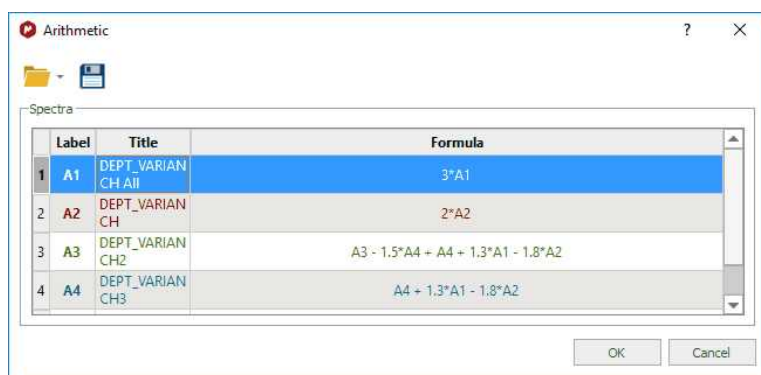 Arithmetic
?
Spectra
Label Title Formula
1 A1 DEPT_VARIAN
CH All 3*A1
2 A2 DEPT_VARIAN
CH 2*A2
3 A3 DEPT_VARIAN
CH2 A3 - 1.5*A4 + A4 + 1.3*A1 - 1.8*A2
4 A4 DEPT_VARIAN
CH3 A4 + 1.3*A1 - 1.8*A2
OK Cancel